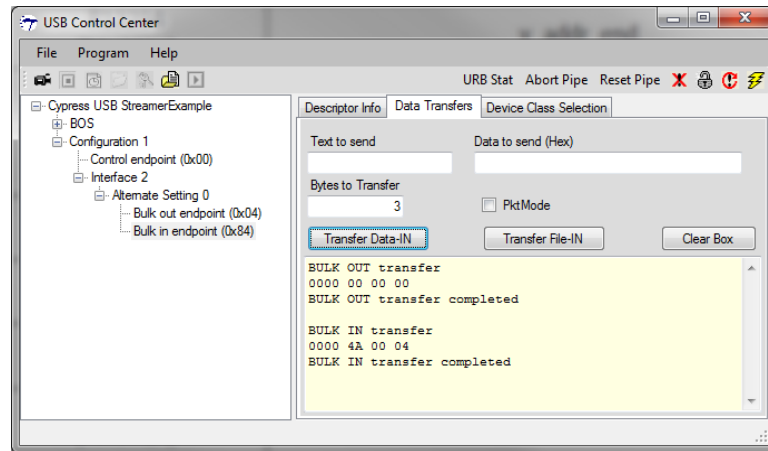 USB Control Center
File Program Help
URB Stat Abort Pipe Reset Pipe
Cypress USB StreamerExample
BOS
Configuration 1
Control endpoint (0x00)
Interface 2
Alternate Setting 0
Bulk out endpoint (0x04)
Bulk in endpoint (0x84)
Descriptor Info Data Transfers Device Class Selection
Text to send Data to send (Hex)
Bytes to Transfer
3 PktMode
Transfer Data-IN Transfer File-IN Clear Box
BULK OUT transfer
0000 00 00 00
BULK OUT transfer completed
BULK IN transfer
0000 4A 00 04
BULK IN transfer completed